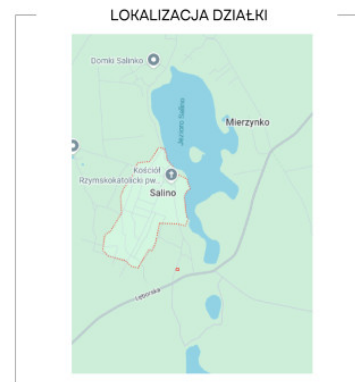 LOKALIZACJA DZIAŁKI
Domki Salinko
Jezioro Salino
Mierzynko
Kościół
Rzymskokatolicki pw...
Salino
Lęborska